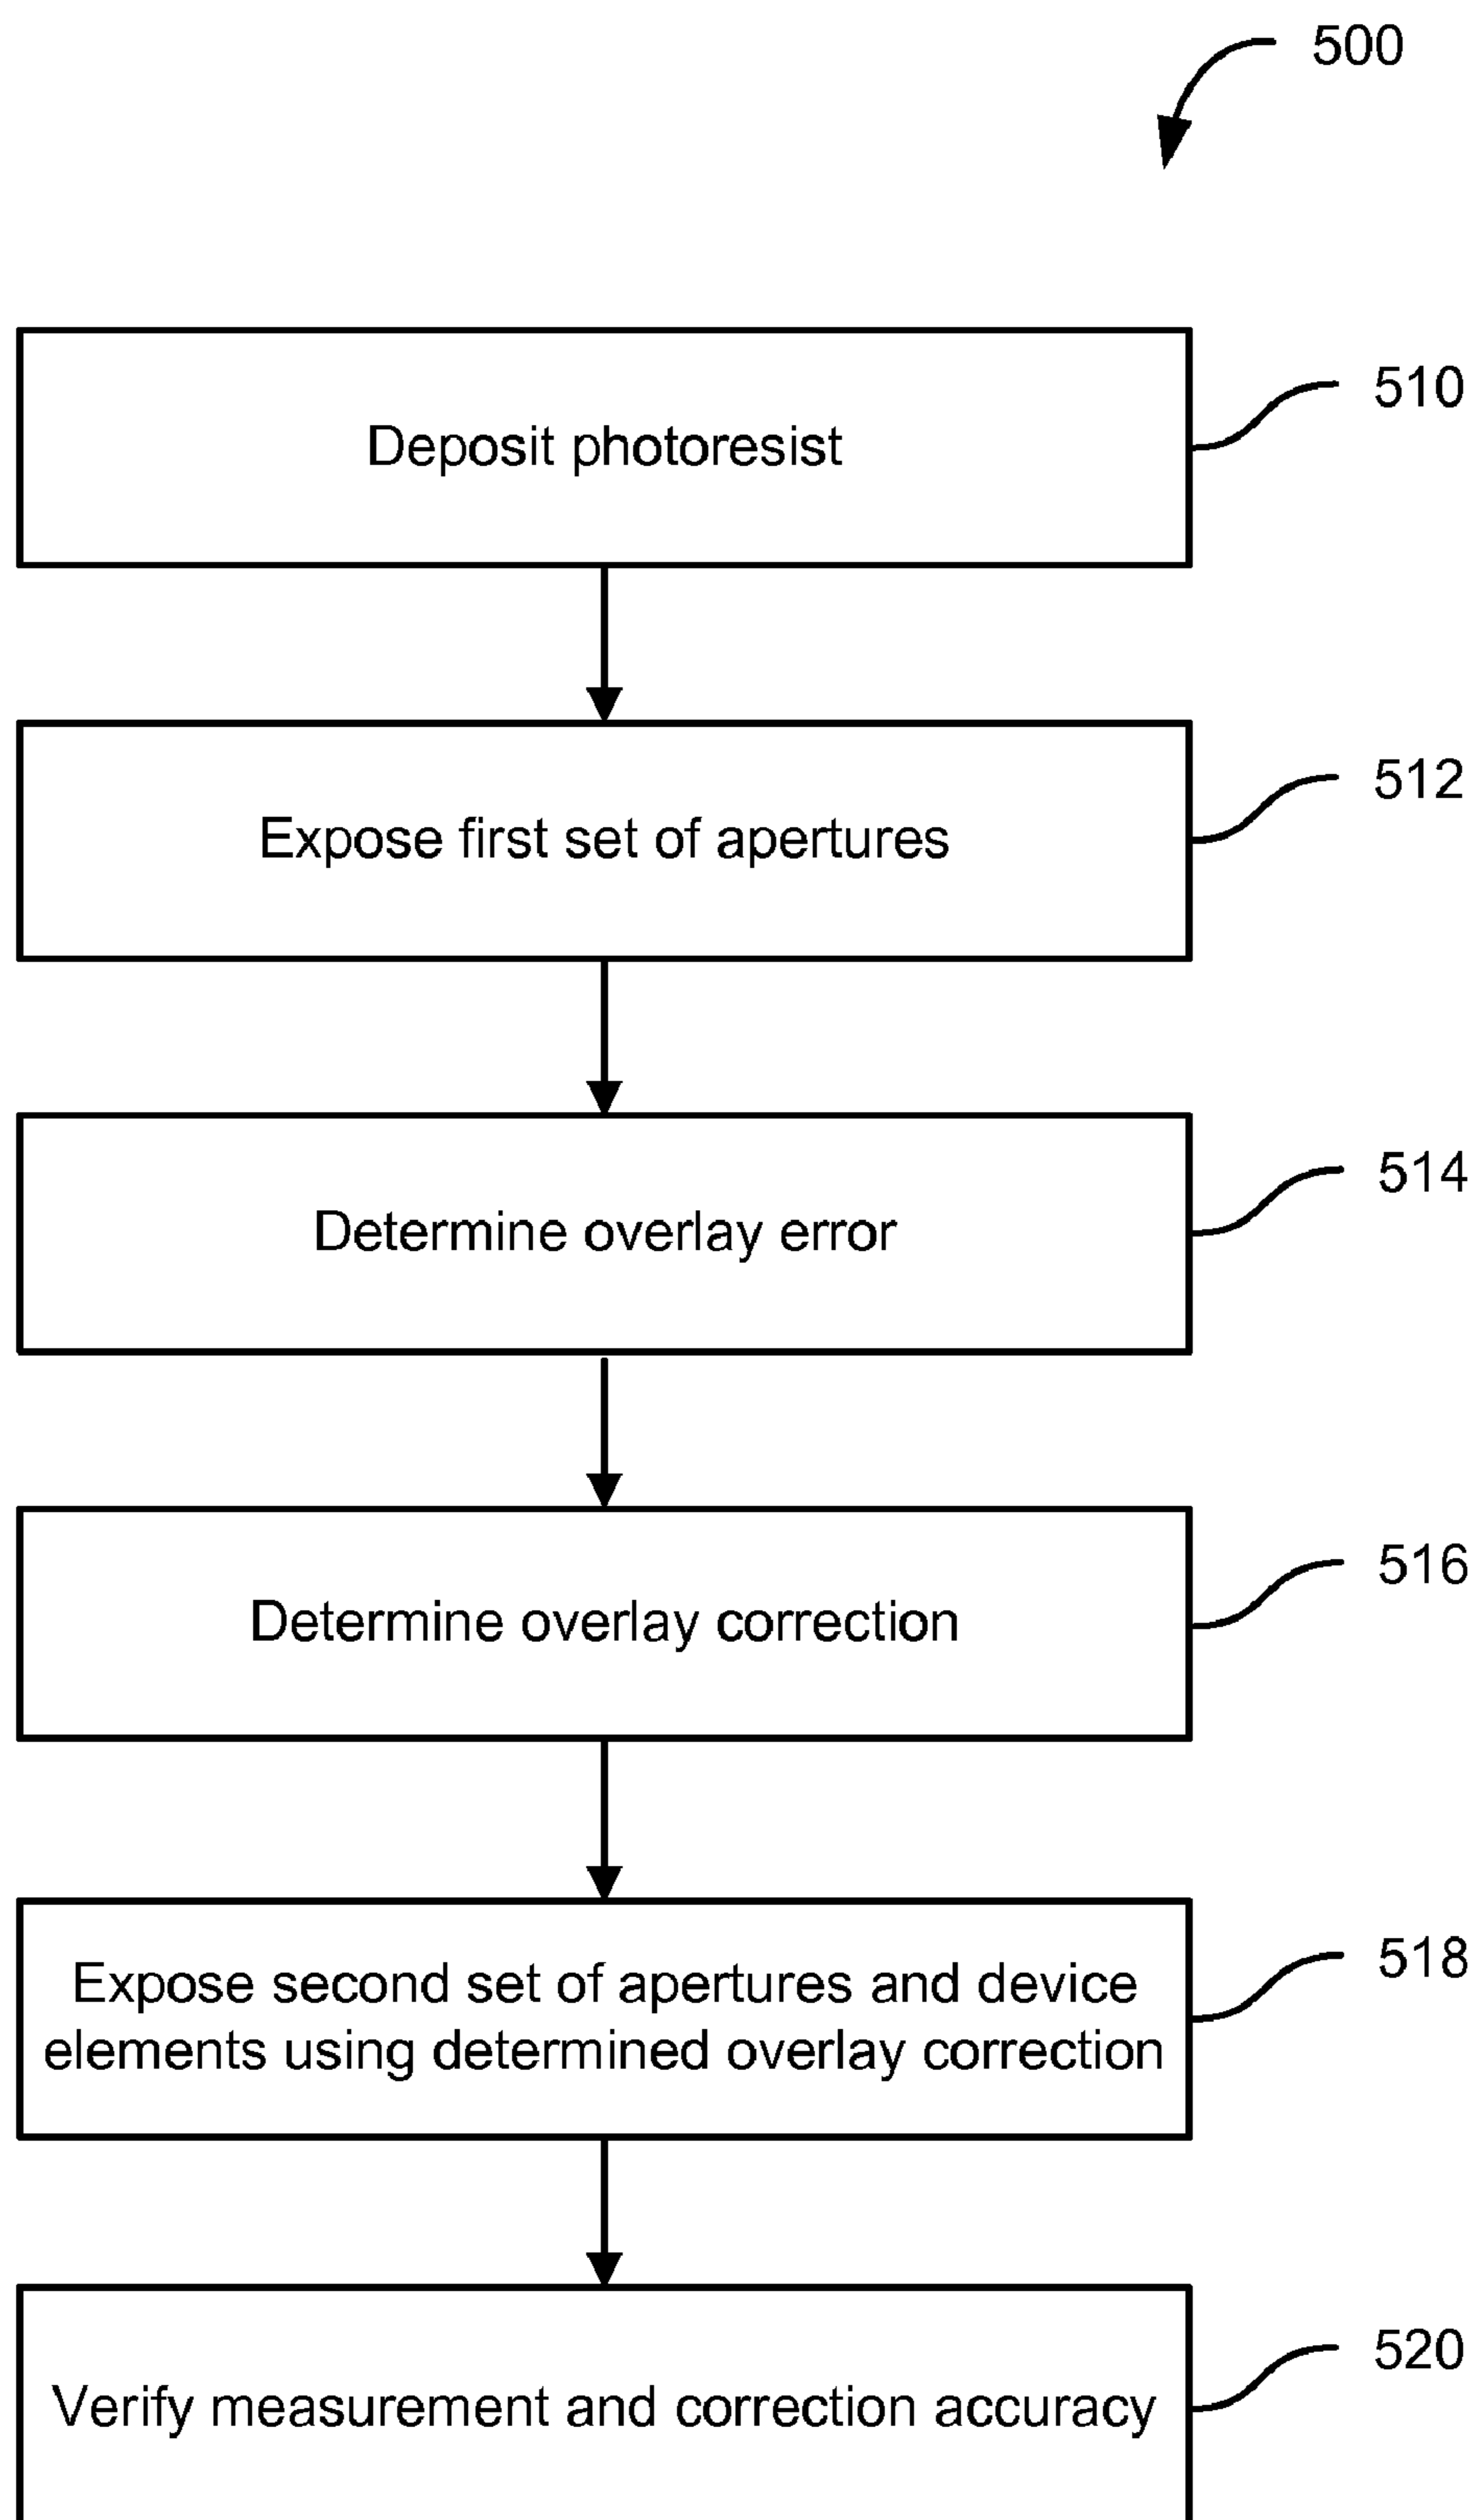 500
Deposit photoresist
510
Expose first set of apertures
512
Determine overlay error
514
Determine overlay correction
516
Expose second set of apertures and device
elements using determined overlay correction
518
Verify measurement and correction accuracy
520